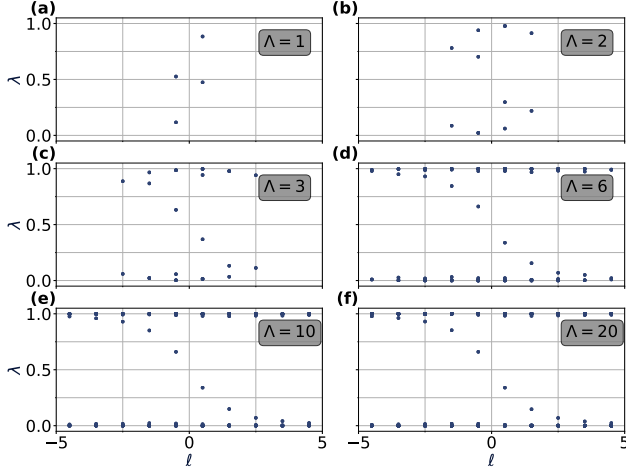 (a) (b)
1.0 Λ = 1 Λ = 2
λ 0.5
0.0
(c) (d)
1.0 Λ = 3 Λ = 6
λ 0.5
0.0
(e) (f)
1.0 Λ = 10 Λ = 20
λ 0.5
0.0
−5 0 5 −5 0 5
ℓ ℓ